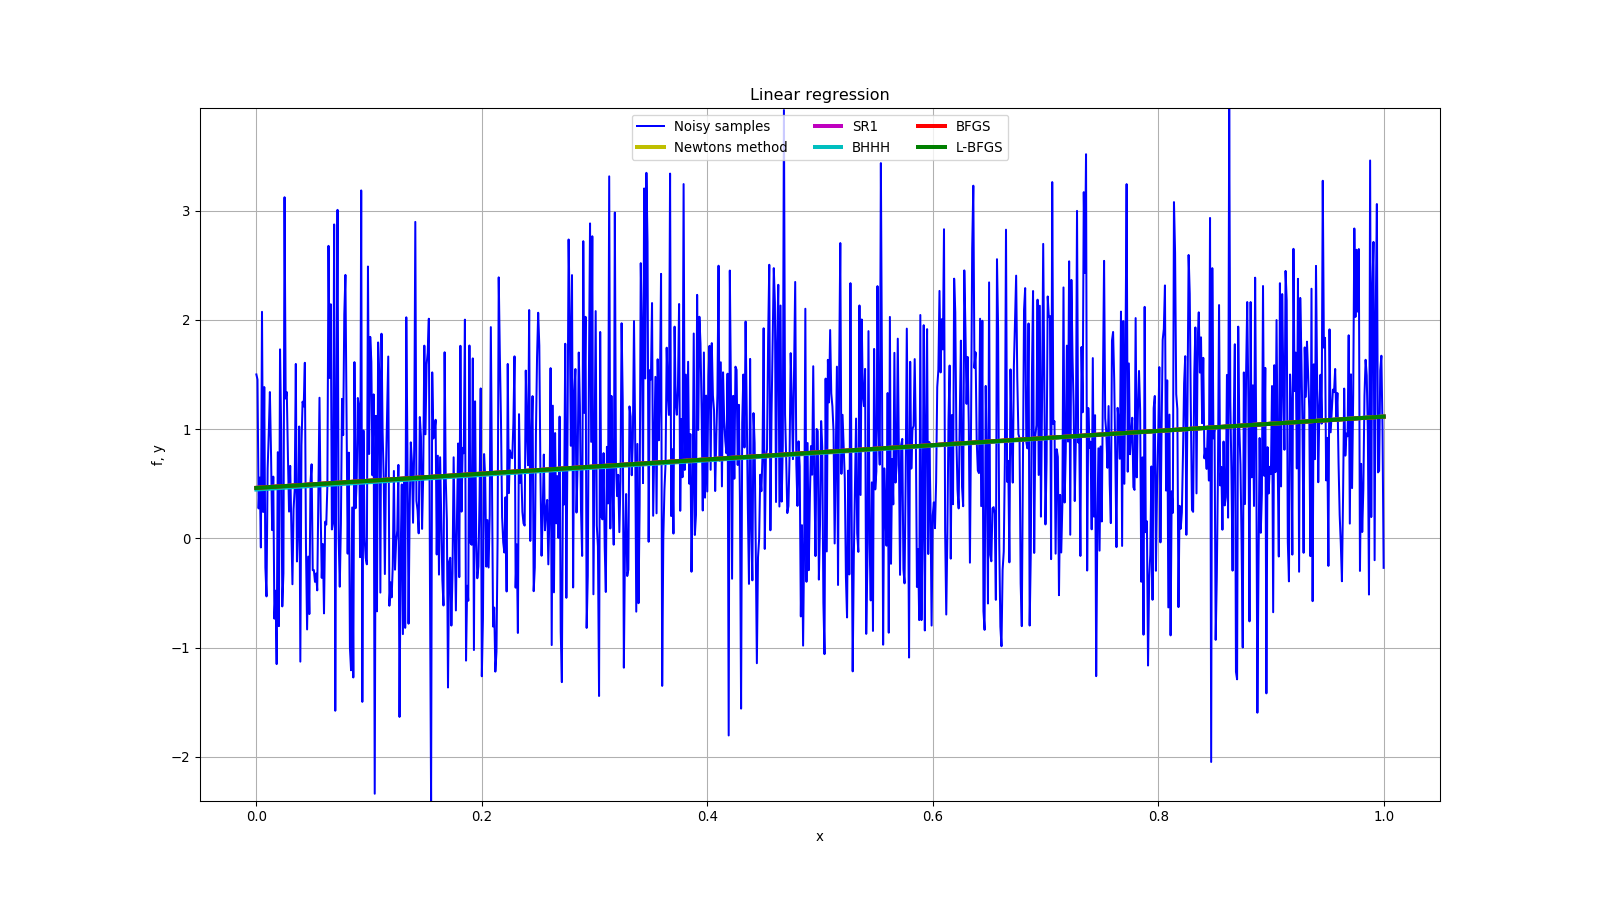 Linear regression
Noisy samples SR1 BFGS
Newtons method BHHH L-BFGS
3
2
1
0
−1
−2
f, y
0.0 0.2 0.4 0.6 0.8 1.0
x